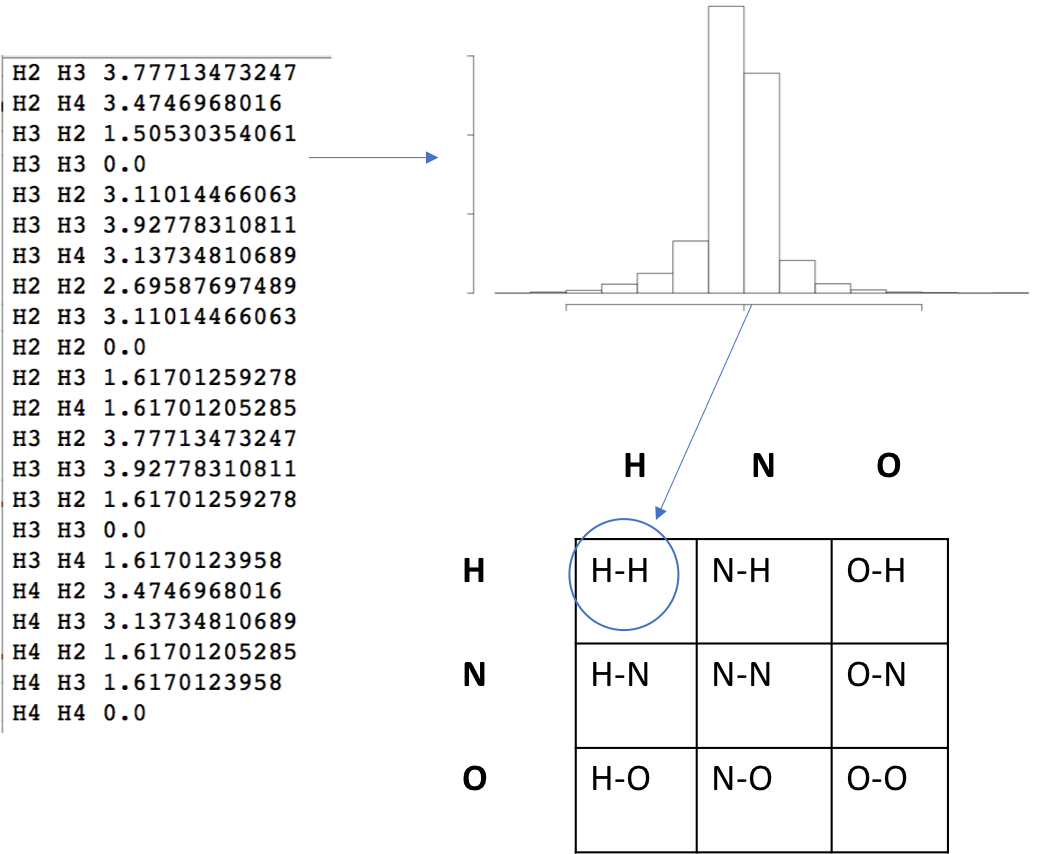 H2 H3 3.77713473247
H2 H4 3.4746968016
H3 H2 1.50530354061
H3 H3 0.0
H3 H2 3.11014466063
H3 H3 3.92778310811
H3 H4 3.13734810689
H2 H2 2.69587697489
H2 H3 3.11014466063
H2 H2 0.0
H2 H3 1.61701259278
H2 H4 1.61701205285
H3 H2 3.77713473247
H3 H3 3.92778310811
H3 H2 1.61701259278
H3 H3 0.0
H3 H4 1.6170123958
H4 H2 3.4746968016
H4 H3 3.13734810689
H4 H2 1.61701205285
H4 H3 1.6170123958
H4 H4 0.0
H N O
H H-H N-H O-H
N H-N N-N O-N
O H-O N-O O-O